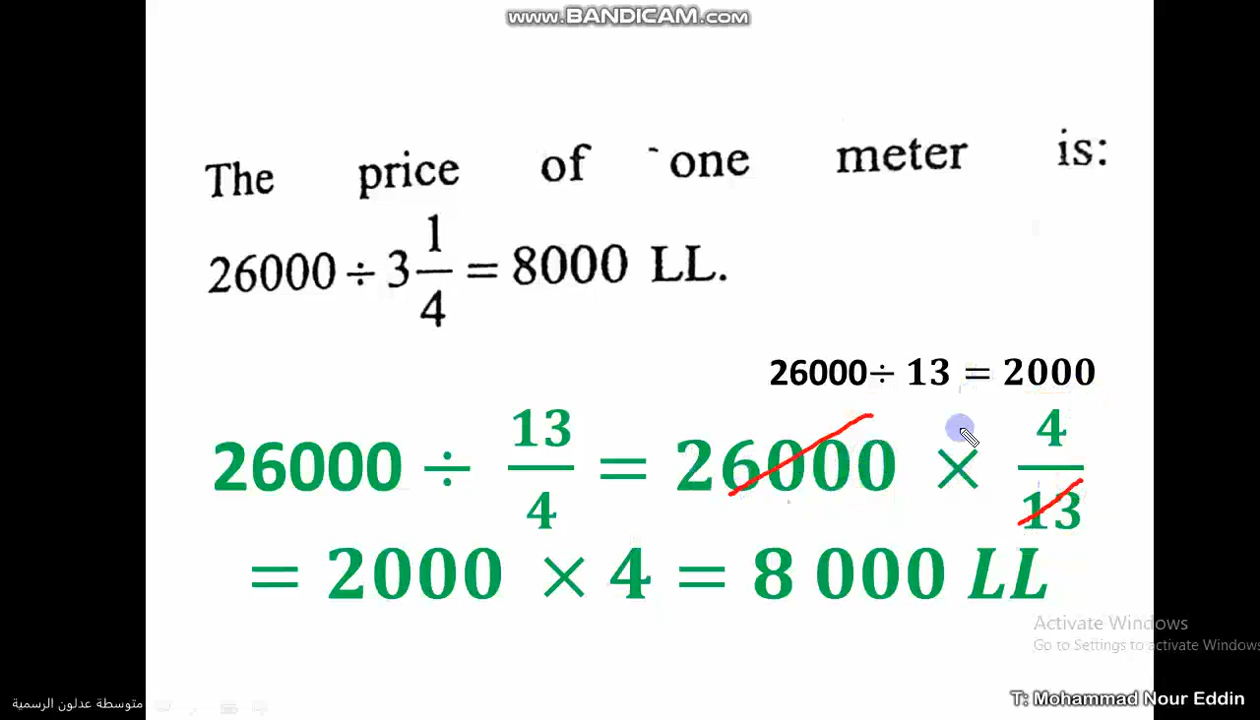 www.BANDICAM.com
The price of one meter is:
26000 ÷ 3 1/4 = 8000 LL.
26000÷ 13 = 2000
26000 ÷ 13/4 = 26000 × 4/13
= 2000 × 4 = 8 000 LL
Activate Windows
Go to Settings to activate Windows
متوسطة عدلون الرسمية
T: Mohammad Nour Eddin